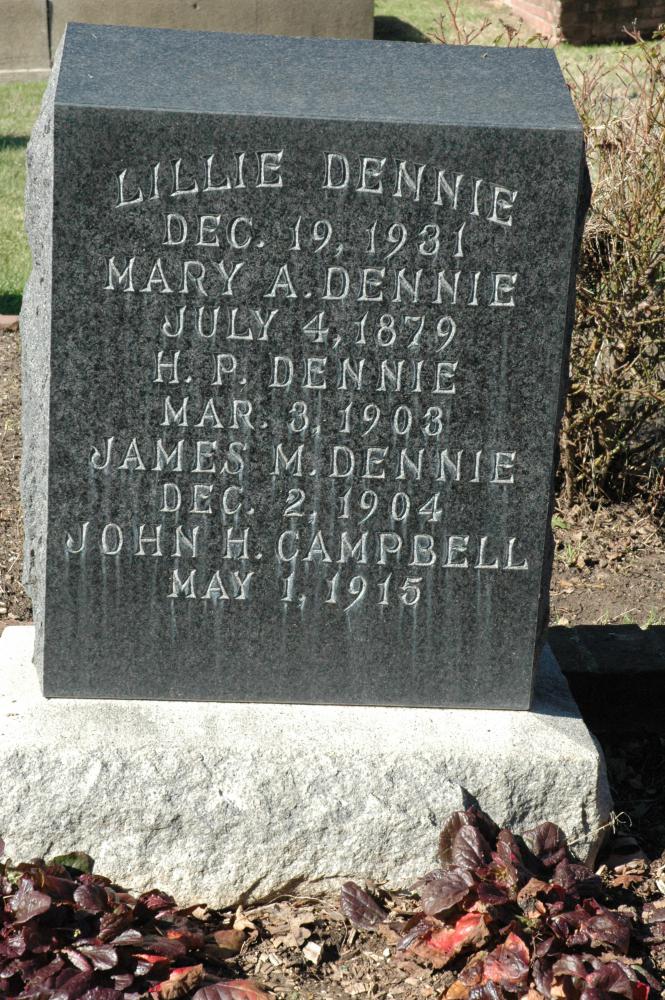 LILLIE DENNIE
DEC. 19, 1931
MARY A. DENNIE
JULY 4, 1879
H. P. DENNIE
MAR. 3, 1903
JAMES M. DENNIE
DEC. 2, 1904
JOHN H. CAMPBELL
MAY 1, 1915